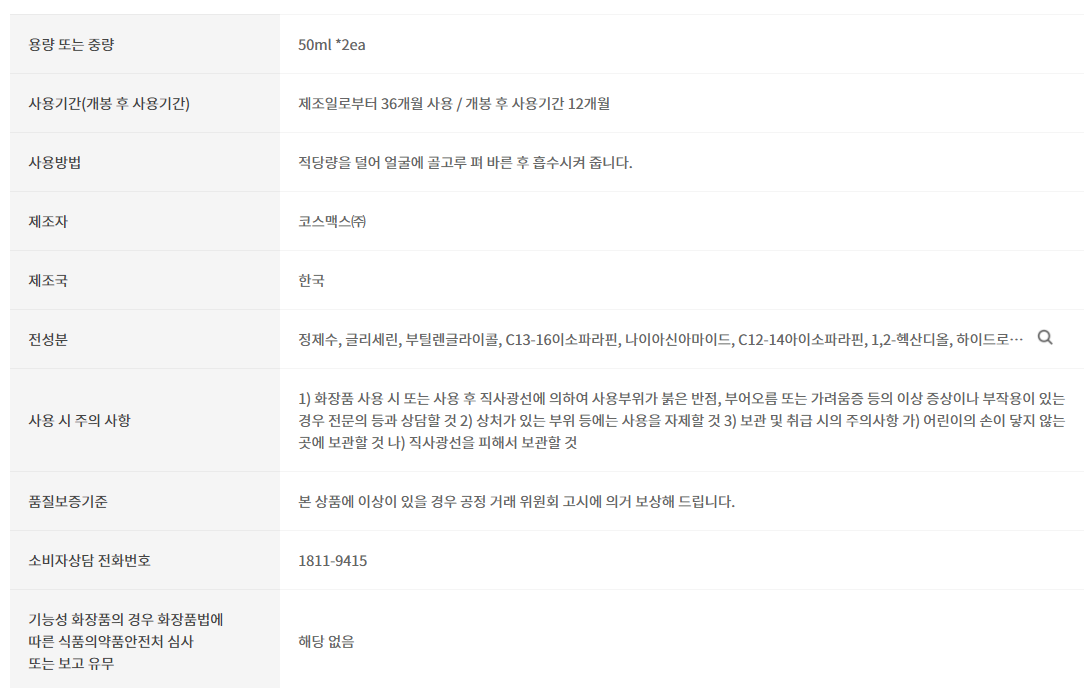 용량 또는 중량
50ml *2ea
사용기간(개봉 후 사용기간)
제조일로부터 36개월 사용 / 개봉 후 사용기간 12개월
사용방법
적당량을 덜어 얼굴에 골고루 펴 바른 후 흡수시켜 줍니다.
제조자
코스맥스㈜
제조국
한국
전성분
정제수, 글리세린, 부틸렌글라이콜, C13-16이소파라핀, 나이아신아마이드, C12-14아이소파라핀, 1,2-헥산디올, 하이드로…
사용 시 주의 사항
1) 화장품 사용 시 또는 사용 후 직사광선에 의하여 사용부위가 붉은 반점, 부어오름 또는 가려움증 등의 이상 증상이나 부작용이 있는
경우 전문의 등과 상담할 것 2) 상처가 있는 부위 등에는 사용을 자제할 것 3) 보관 및 취급 시의 주의사항 가) 어린이의 손이 닿지 않는
곳에 보관할 것 나) 직사광선을 피해서 보관할 것
품질보증기준
본 상품에 이상이 있을 경우 공정 거래 위원회 고시에 의거 보상해 드립니다.
소비자상담 전화번호
1811-9415
기능성 화장품의 경우 화장품법에
따른 식품의약품안전처 심사
또는 보고 유무
해당 없음